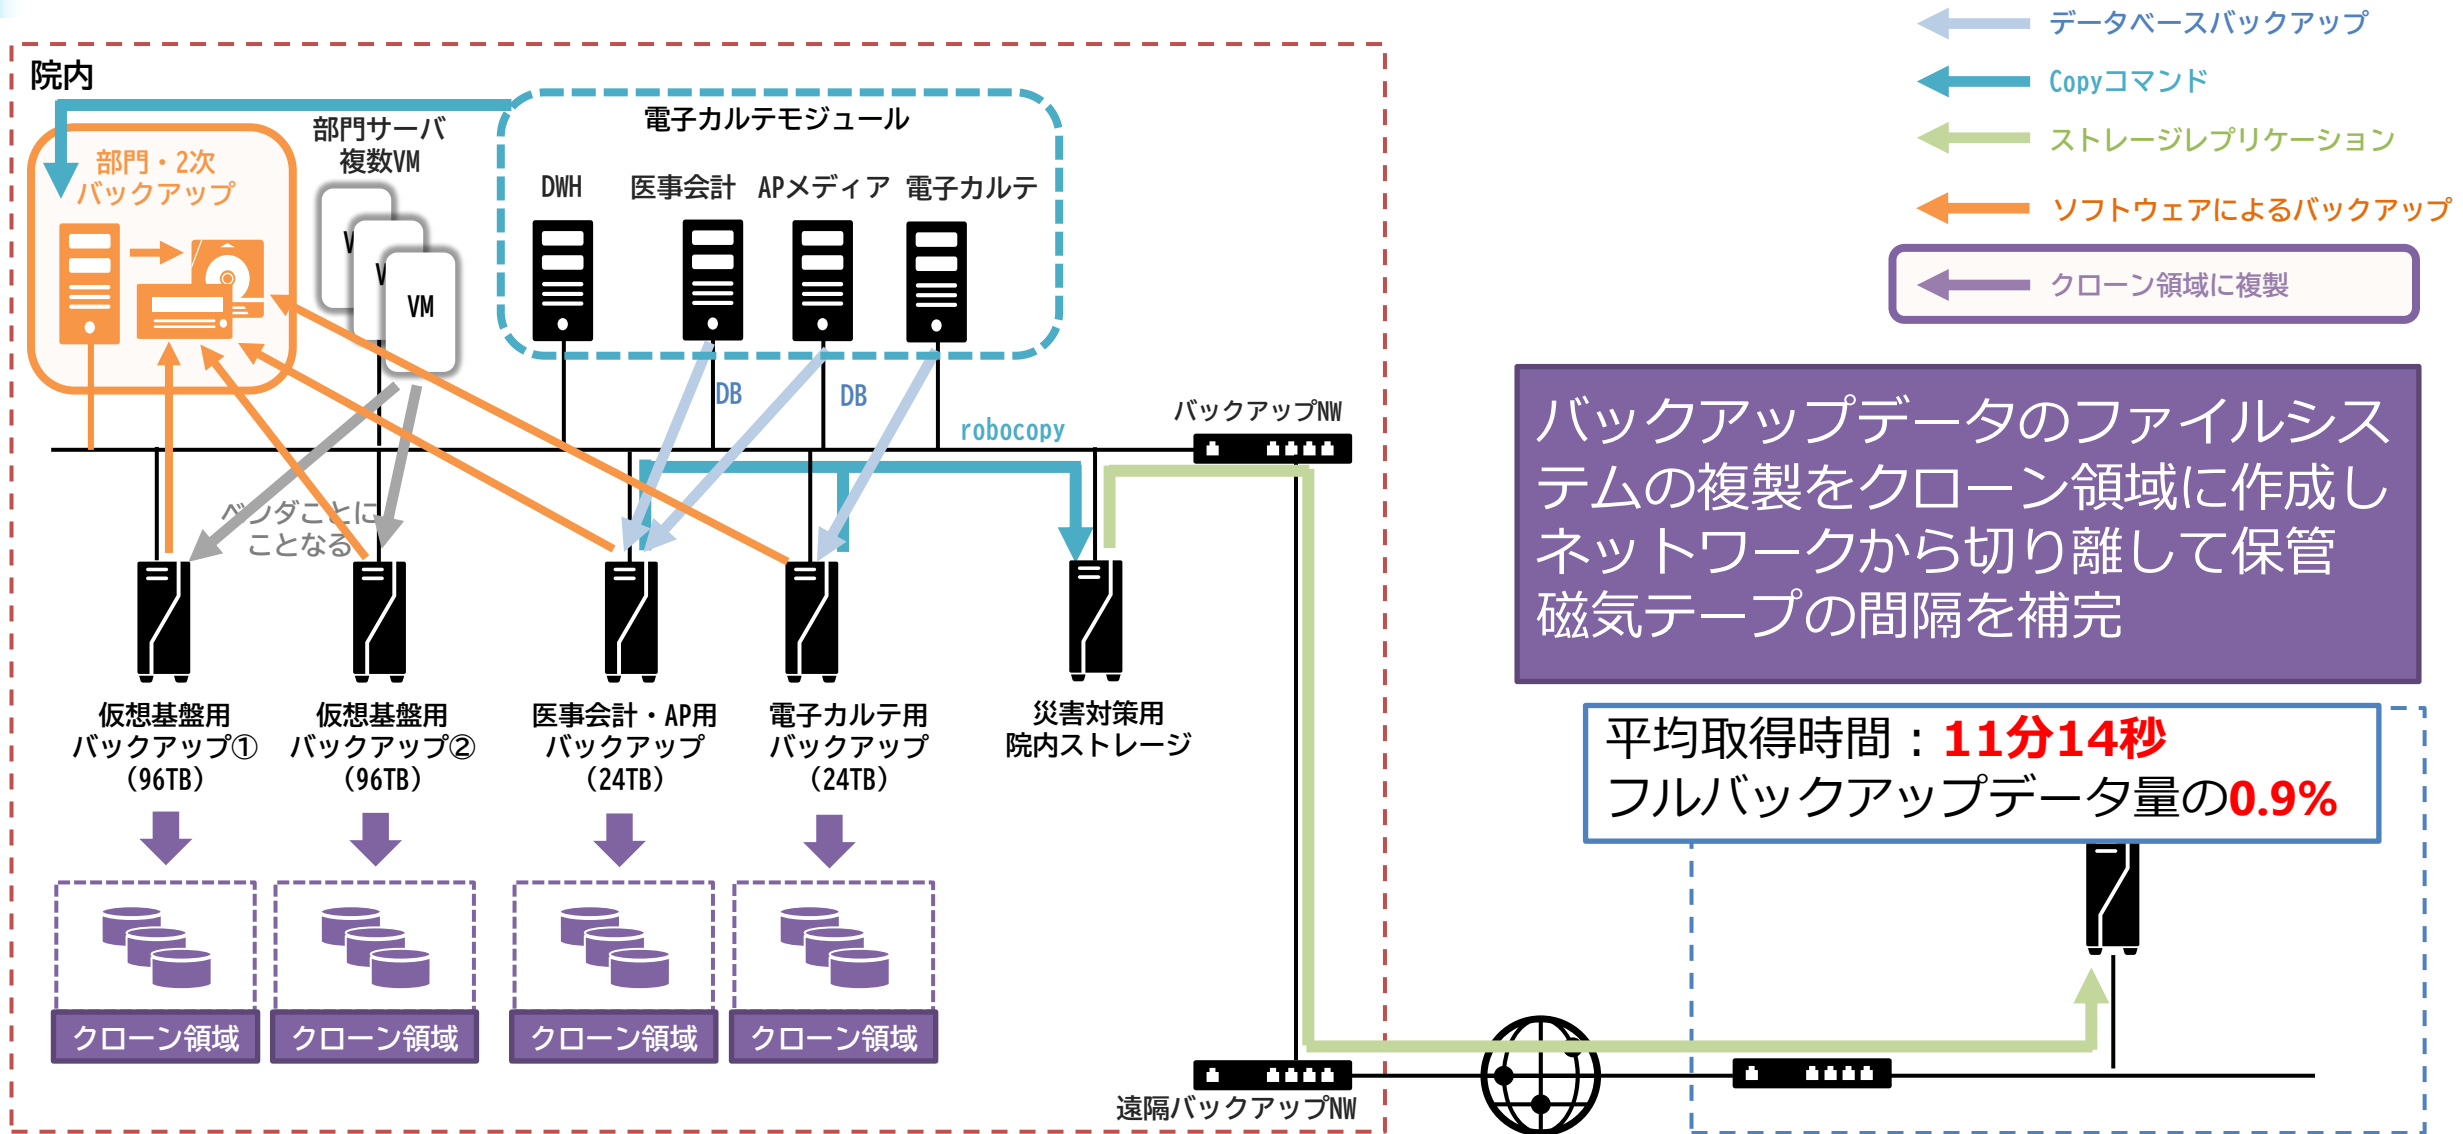 データベースバックアップ
Copyコマンド
ストレージレプリケーション
ソフトウェアによるバックアップ
クローン領域に複製
院内
部門・2次
バックアップ
部門サーバ
複数VM
V
V
VM
電子カルテモジュール
DWH
医事会計
APメディア
電子カルテ
DB
DB
robocopy
バックアップNW
ベンダごとに
ことなる
仮想基盤用
バックアップ①
(96TB)
仮想基盤用
バックアップ②
(96TB)
医事会計・AP用
バックアップ
(24TB)
電子カルテ用
バックアップ
(24TB)
災害対策用
院内ストレージ
クローン領域
クローン領域
クローン領域
クローン領域
遠隔バックアップNW
バックアップデータのファイルシス
テムの複製をクローン領域に作成し
ネットワークから切り離して保管
磁気テープの間隔を補完
平均取得時間：11分14秒
フルバックアップデータ量の0.9%